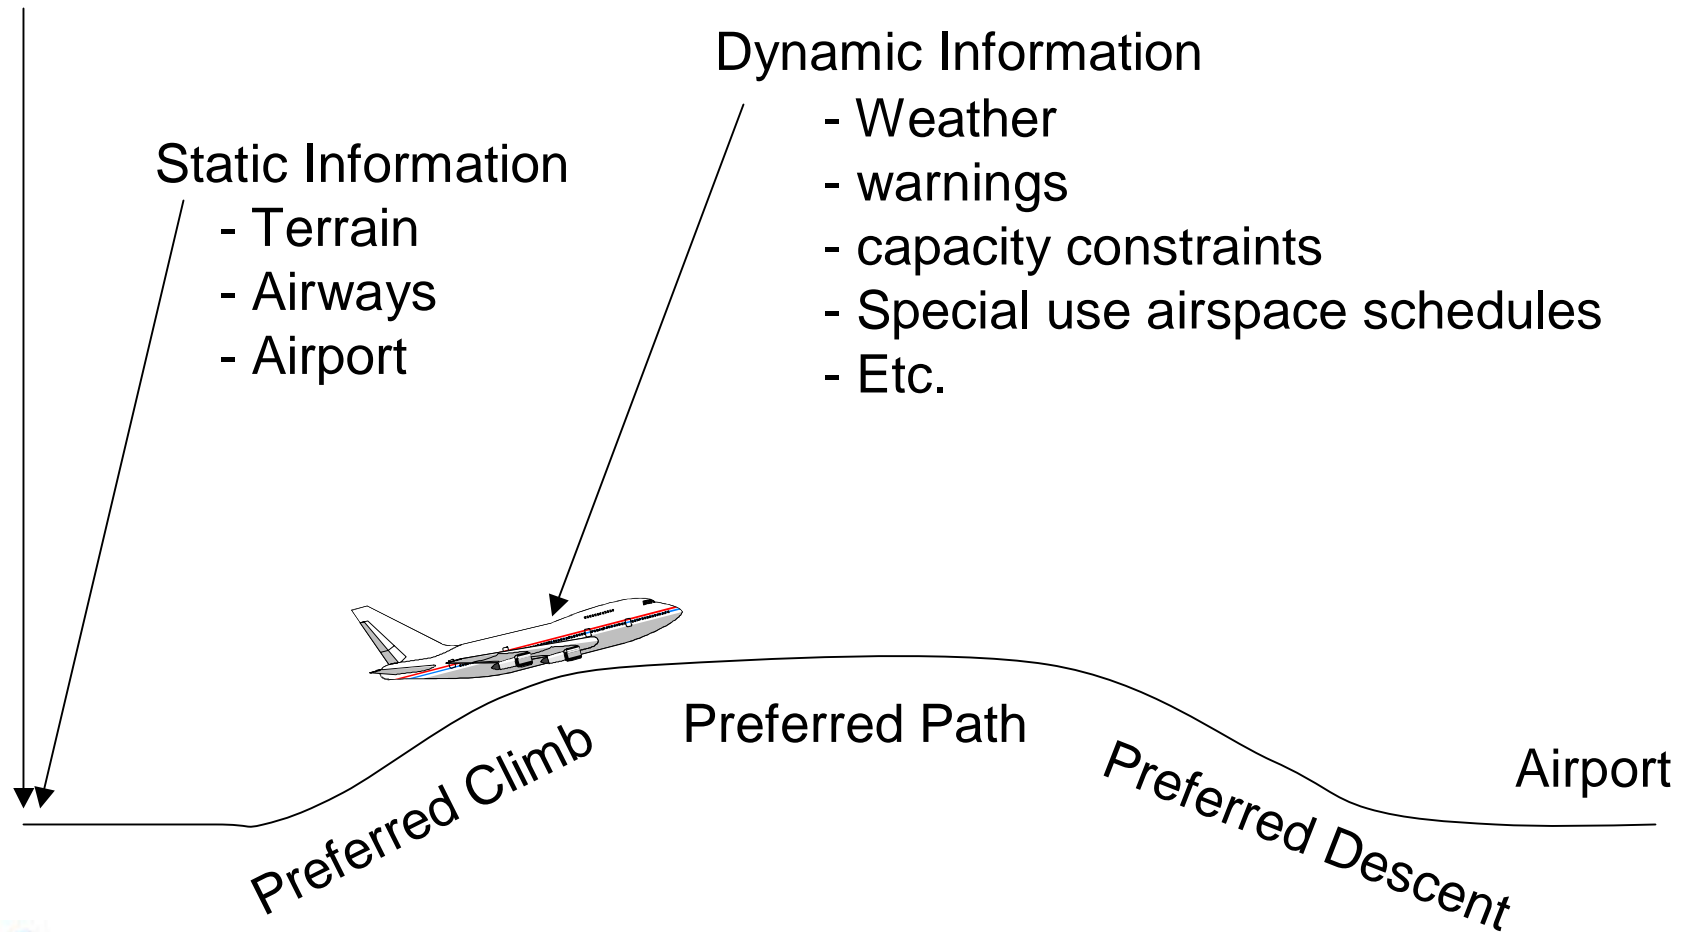 Dynamic Information
- Weather
- warnings
- capacity constraints
- Special use airspace schedules
- Etc.
Static Information
- Terrain
- Airways
- Airport
Preferred Climb
Preferred Path
Preferred Descent
Airport